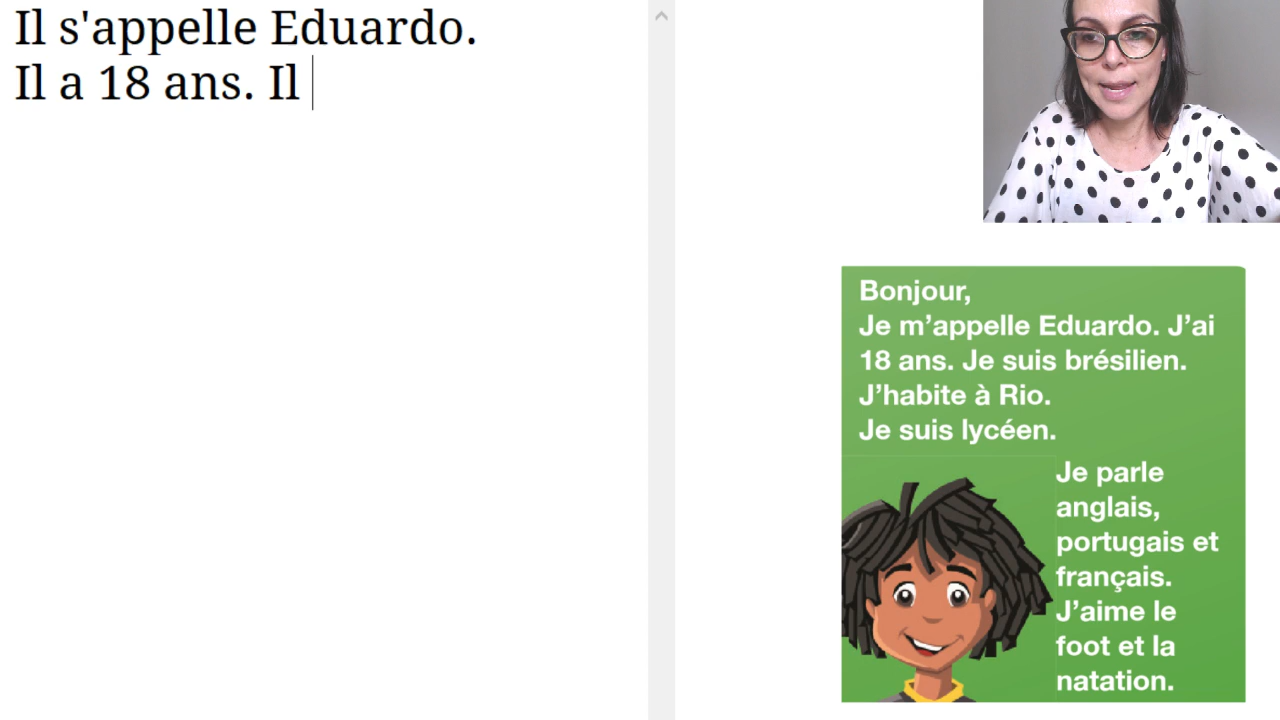 Il s'appelle Eduardo.
Il a 18 ans. Il
Bonjour,
Je m’appelle Eduardo. J’ai
18 ans. Je suis brésilien.
J’habite à Rio.
Je suis lycéen.
Je parle
anglais,
portugais et
français.
J’aime le
foot et la
natation.